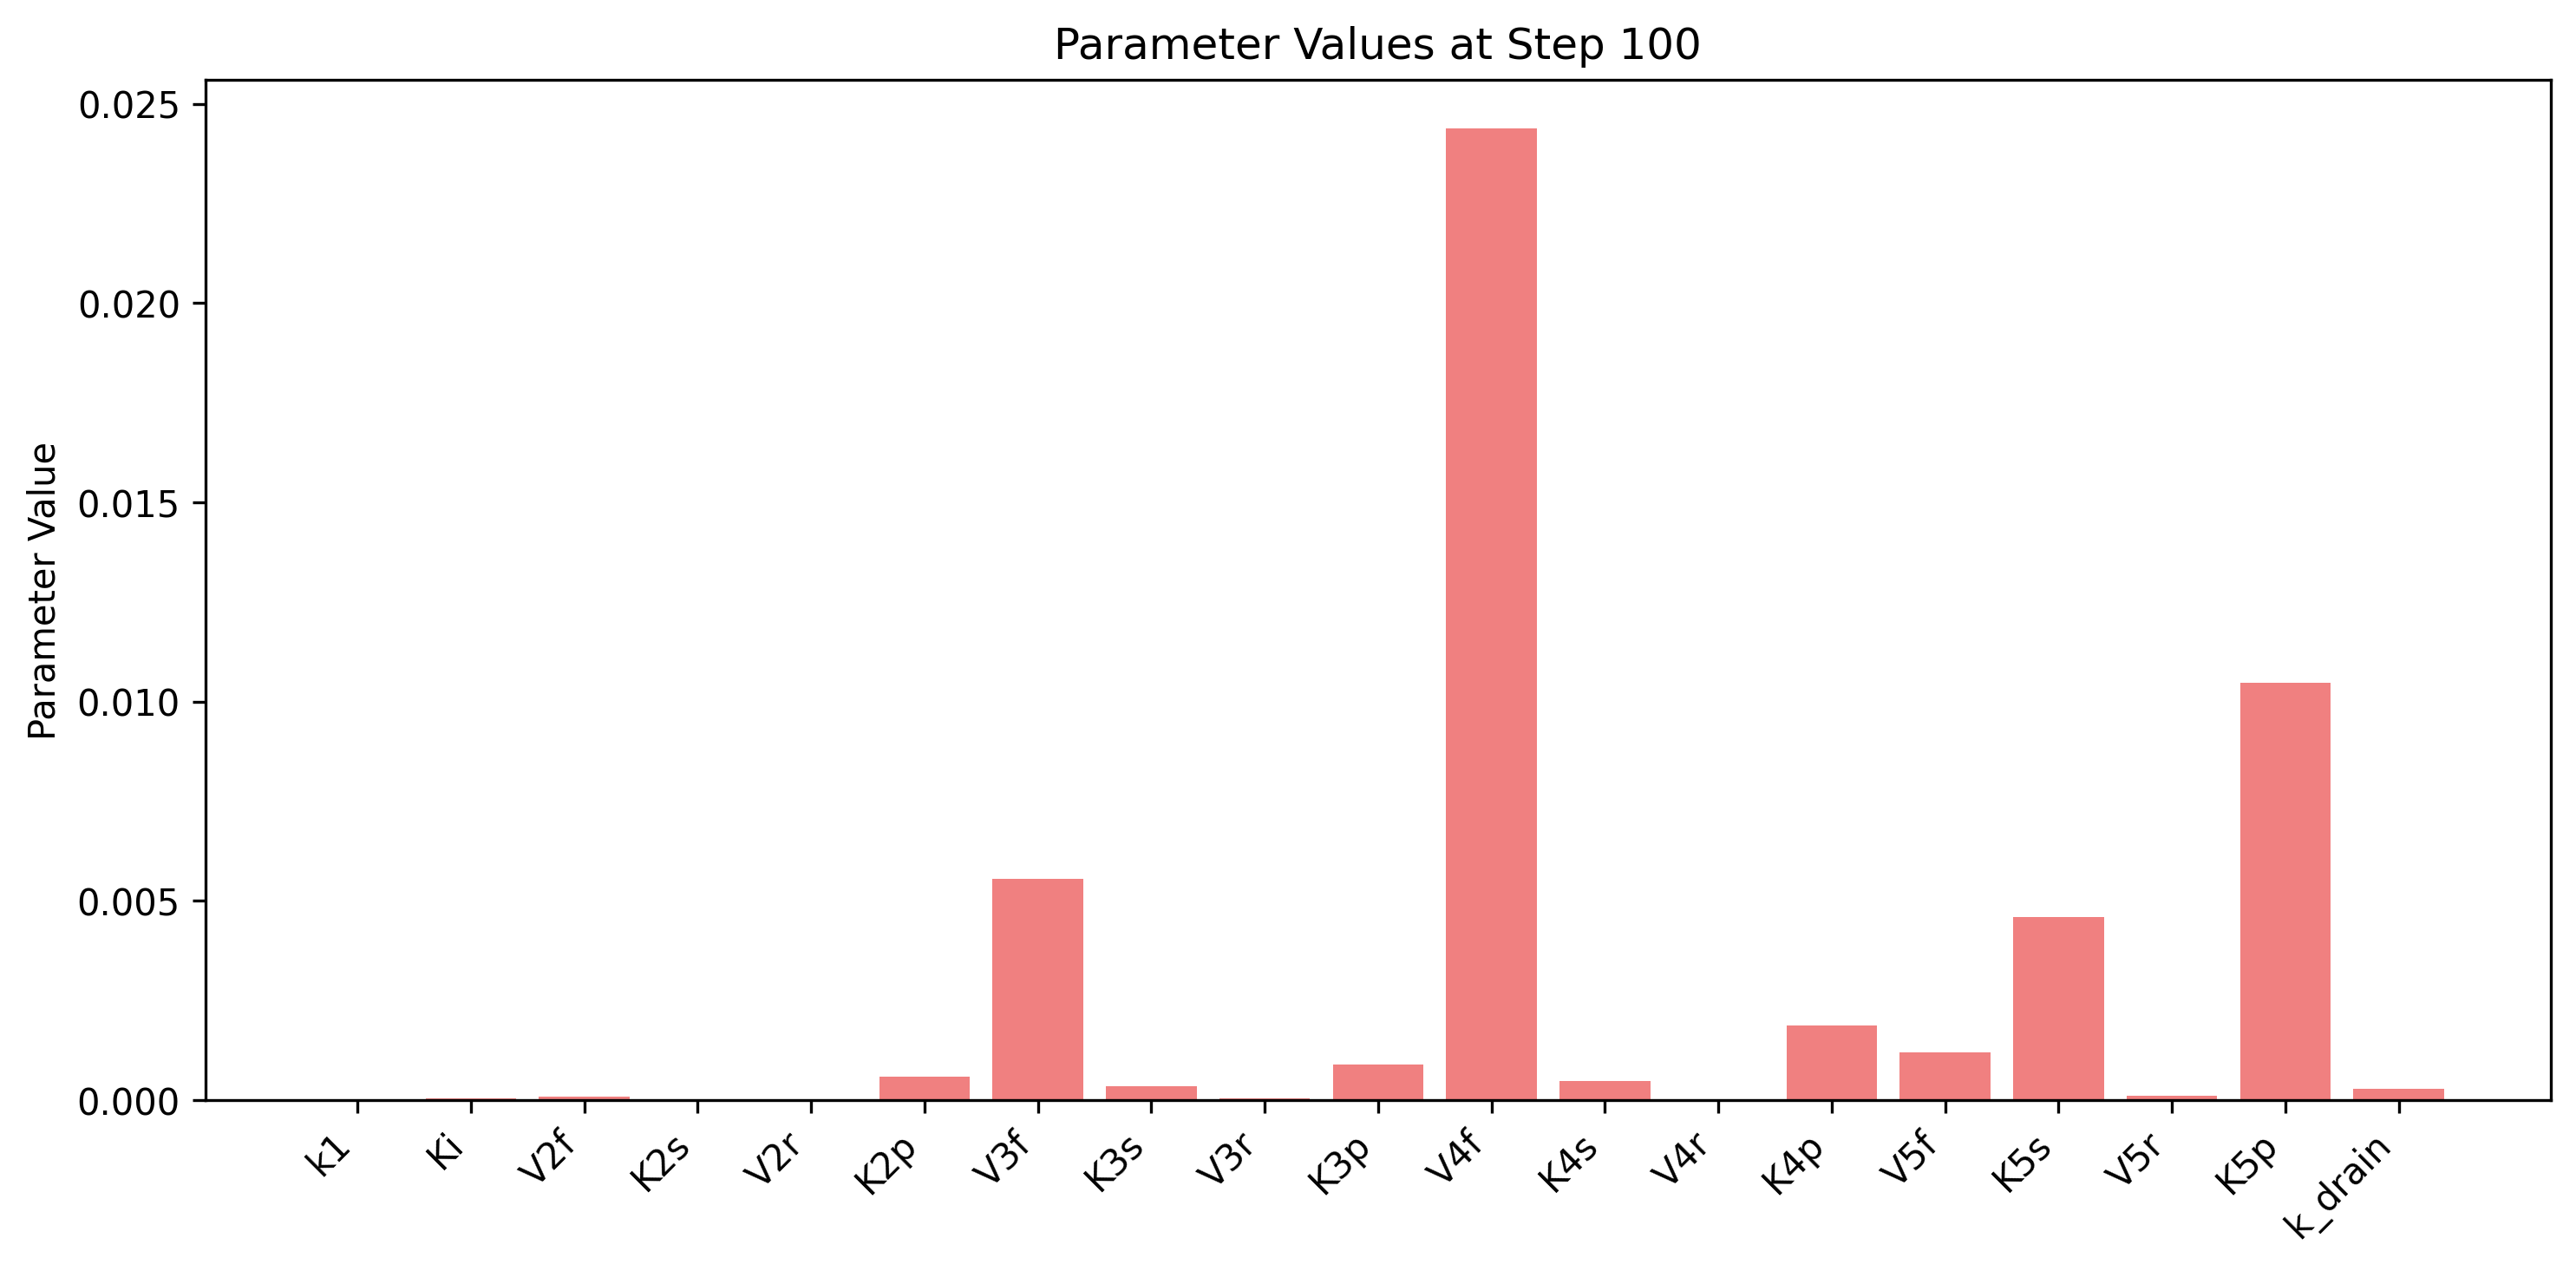 Parameter Values at Step 100
Parameter Value
0.025
0.020
0.015
0.010
0.005
0.000
k1
Ki
V2f
K2s
V2r
K2p
V3f
K3s
V3r
K3p
V4f
K4s
V4r
K4p
V5f
K5s
V5r
K5p
k_drain